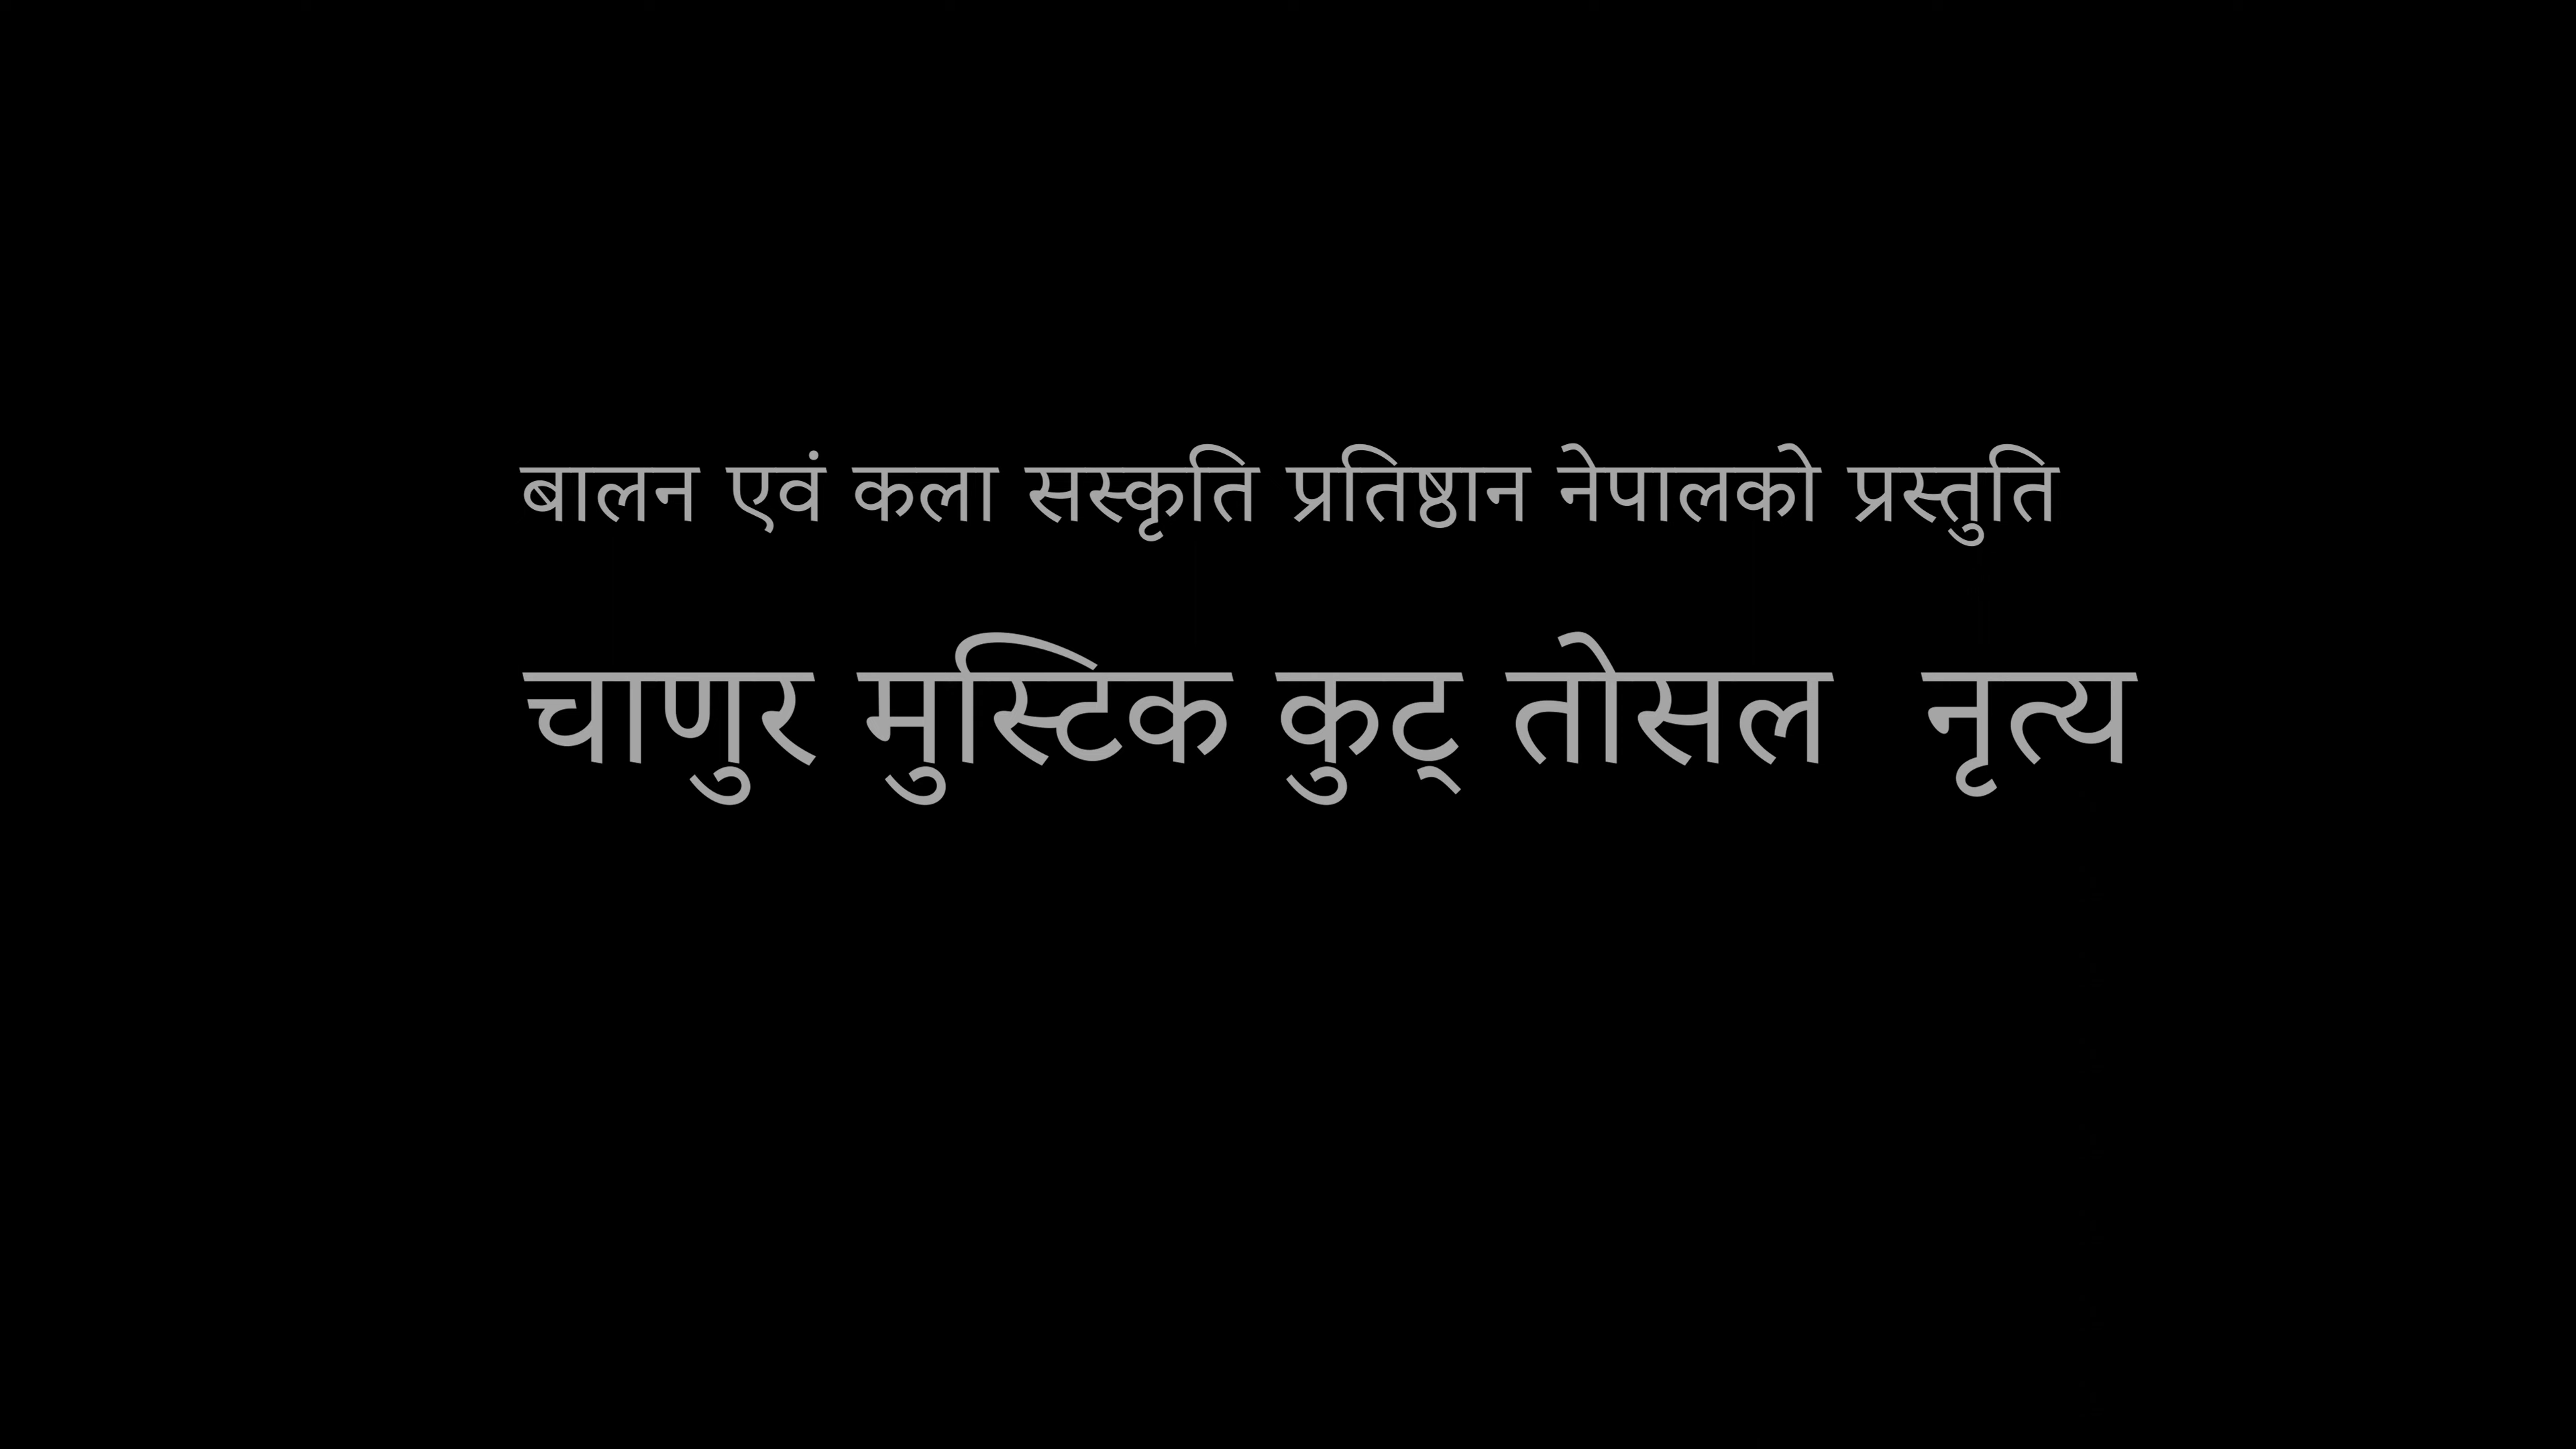 बालन एवं कला सस्कृति प्रतिष्ठान नेपालको प्रस्तुति
चाणुर मुस्टिक कुट् तोसल  नृत्य